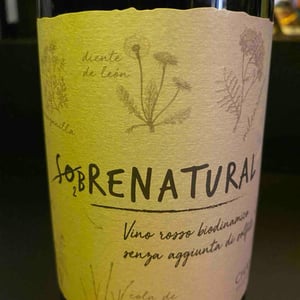 diente
de león
SO₂BRENATURAL
Vino rosso biodinamico
senza aggiunta di
cola de